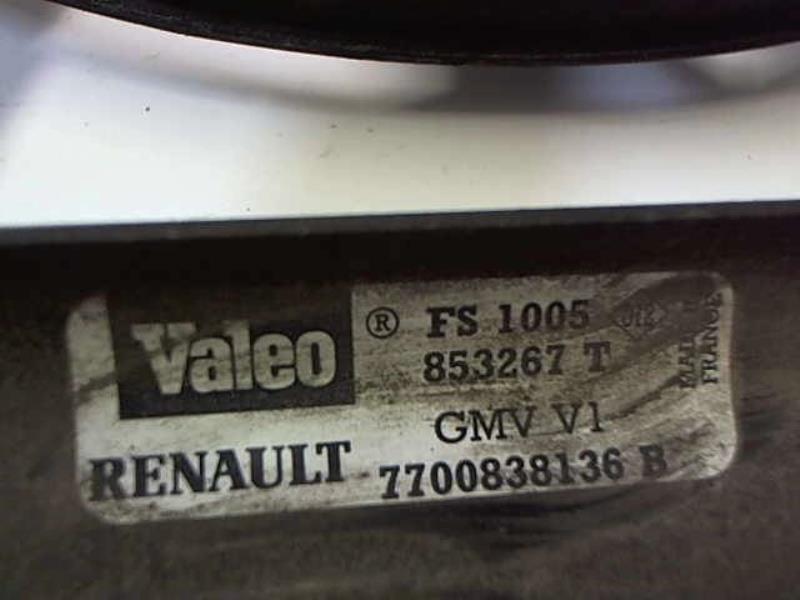 Valeo ® FS 1005
853267 T
GMV V1
RENAULT 7700838136 B
MADE IN
FRANCE